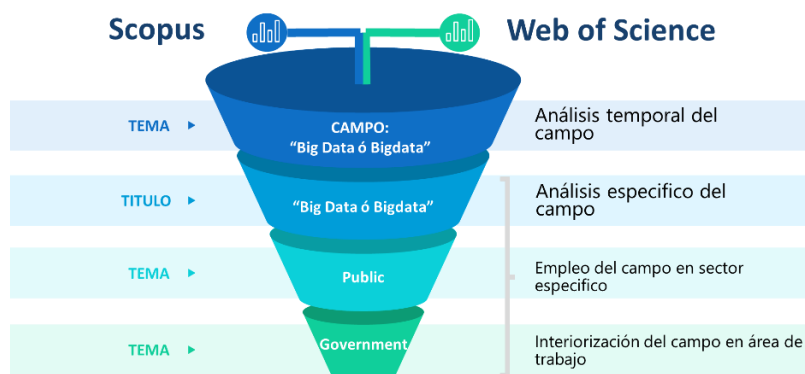 Scopus
Web of Science
TEMA
CAMPO:
“Big Data ó Bigdata”
Análisis temporal del
campo
TITULO
“Big Data ó Bigdata”
Análisis especifico del
campo
TEMA
Public
Empleo del campo en sector
especifico
TEMA
Government
Interiorización del campo en área de
trabajo